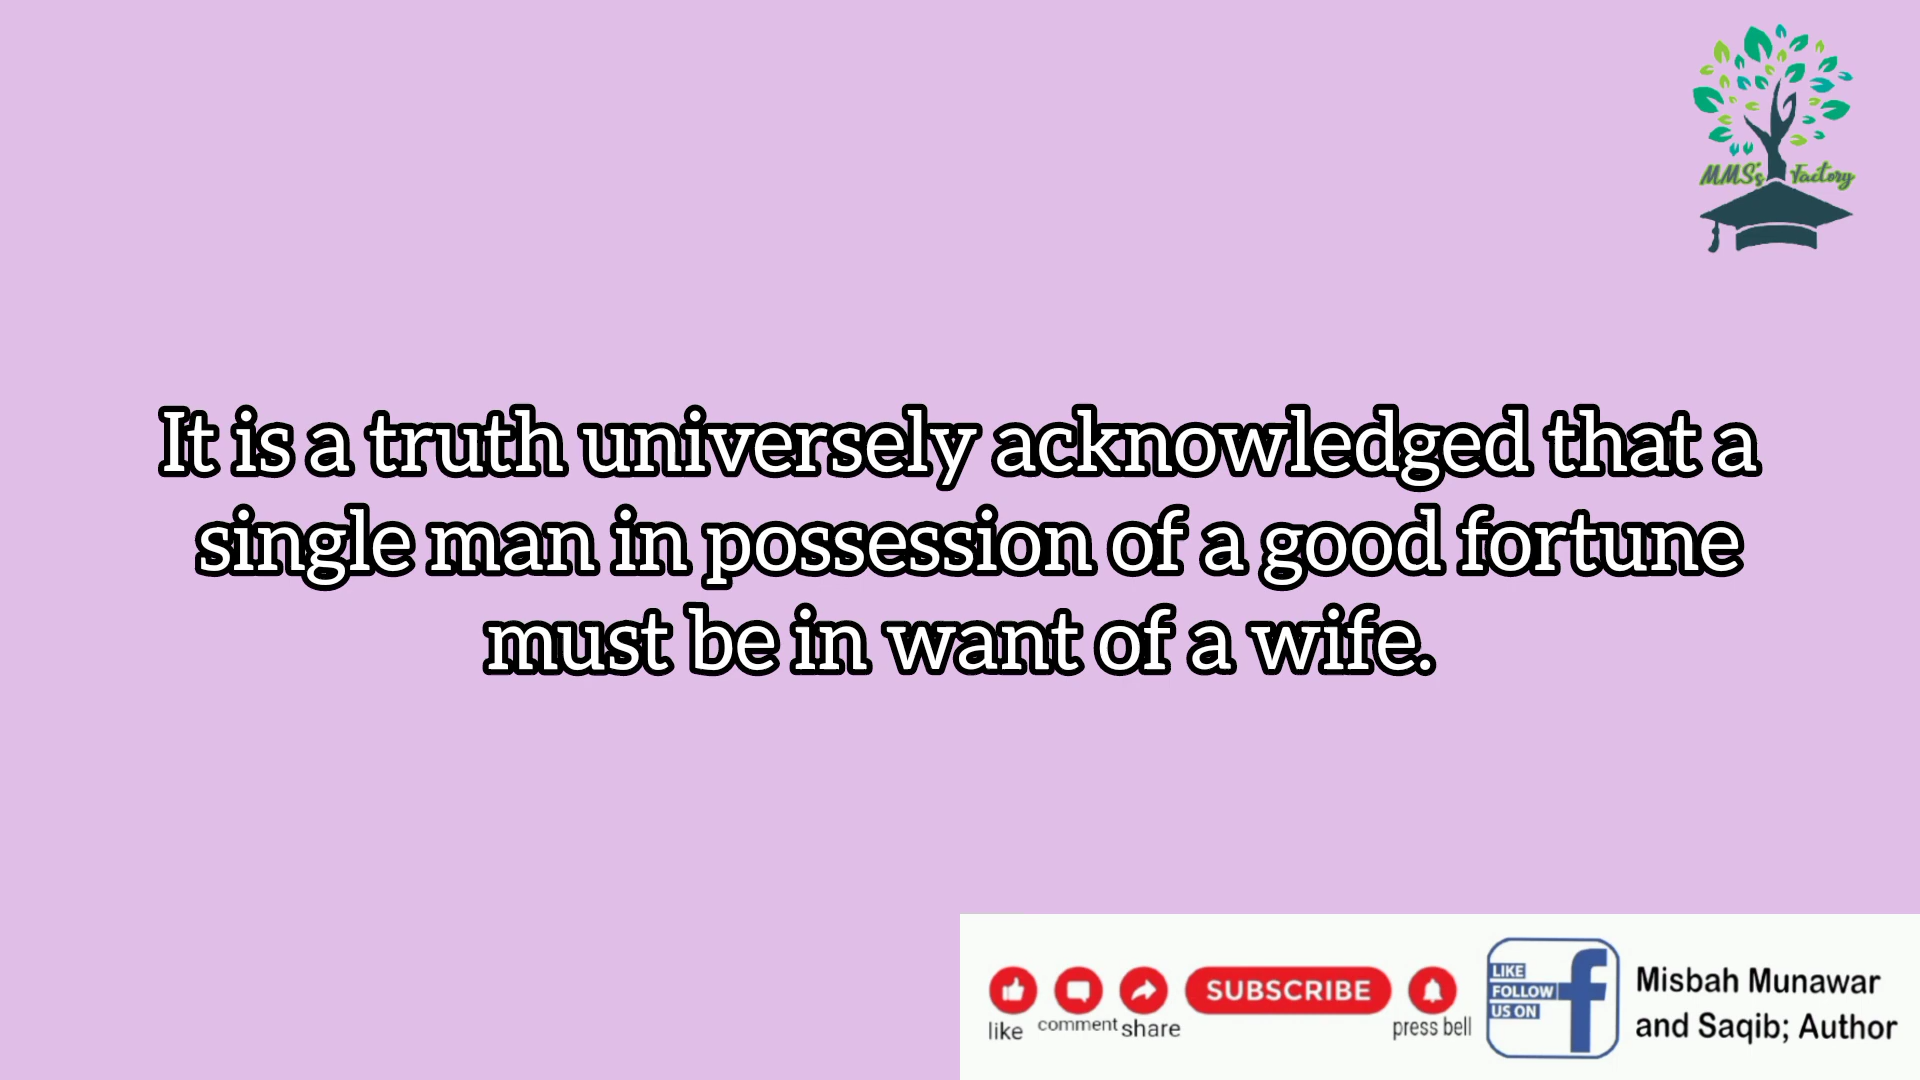 MMS's Factory
It is a truth universely acknowledged that a
single man in possession of a good fortune
must be in want of a wife.
like comment share SUBSCRIBE press bell
LIKE
FOLLOW
US ON
Misbah Munawar
and Saqib; Author